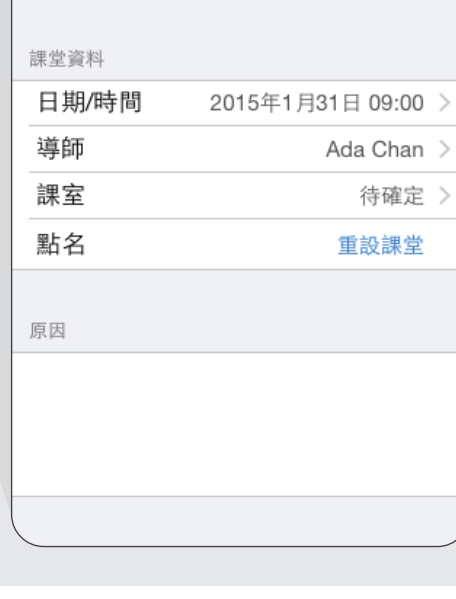 課堂資料
日期/時間 2015年1月31日 09:00
導師 Ada Chan
課室 待確定
點名 重設課堂
原因